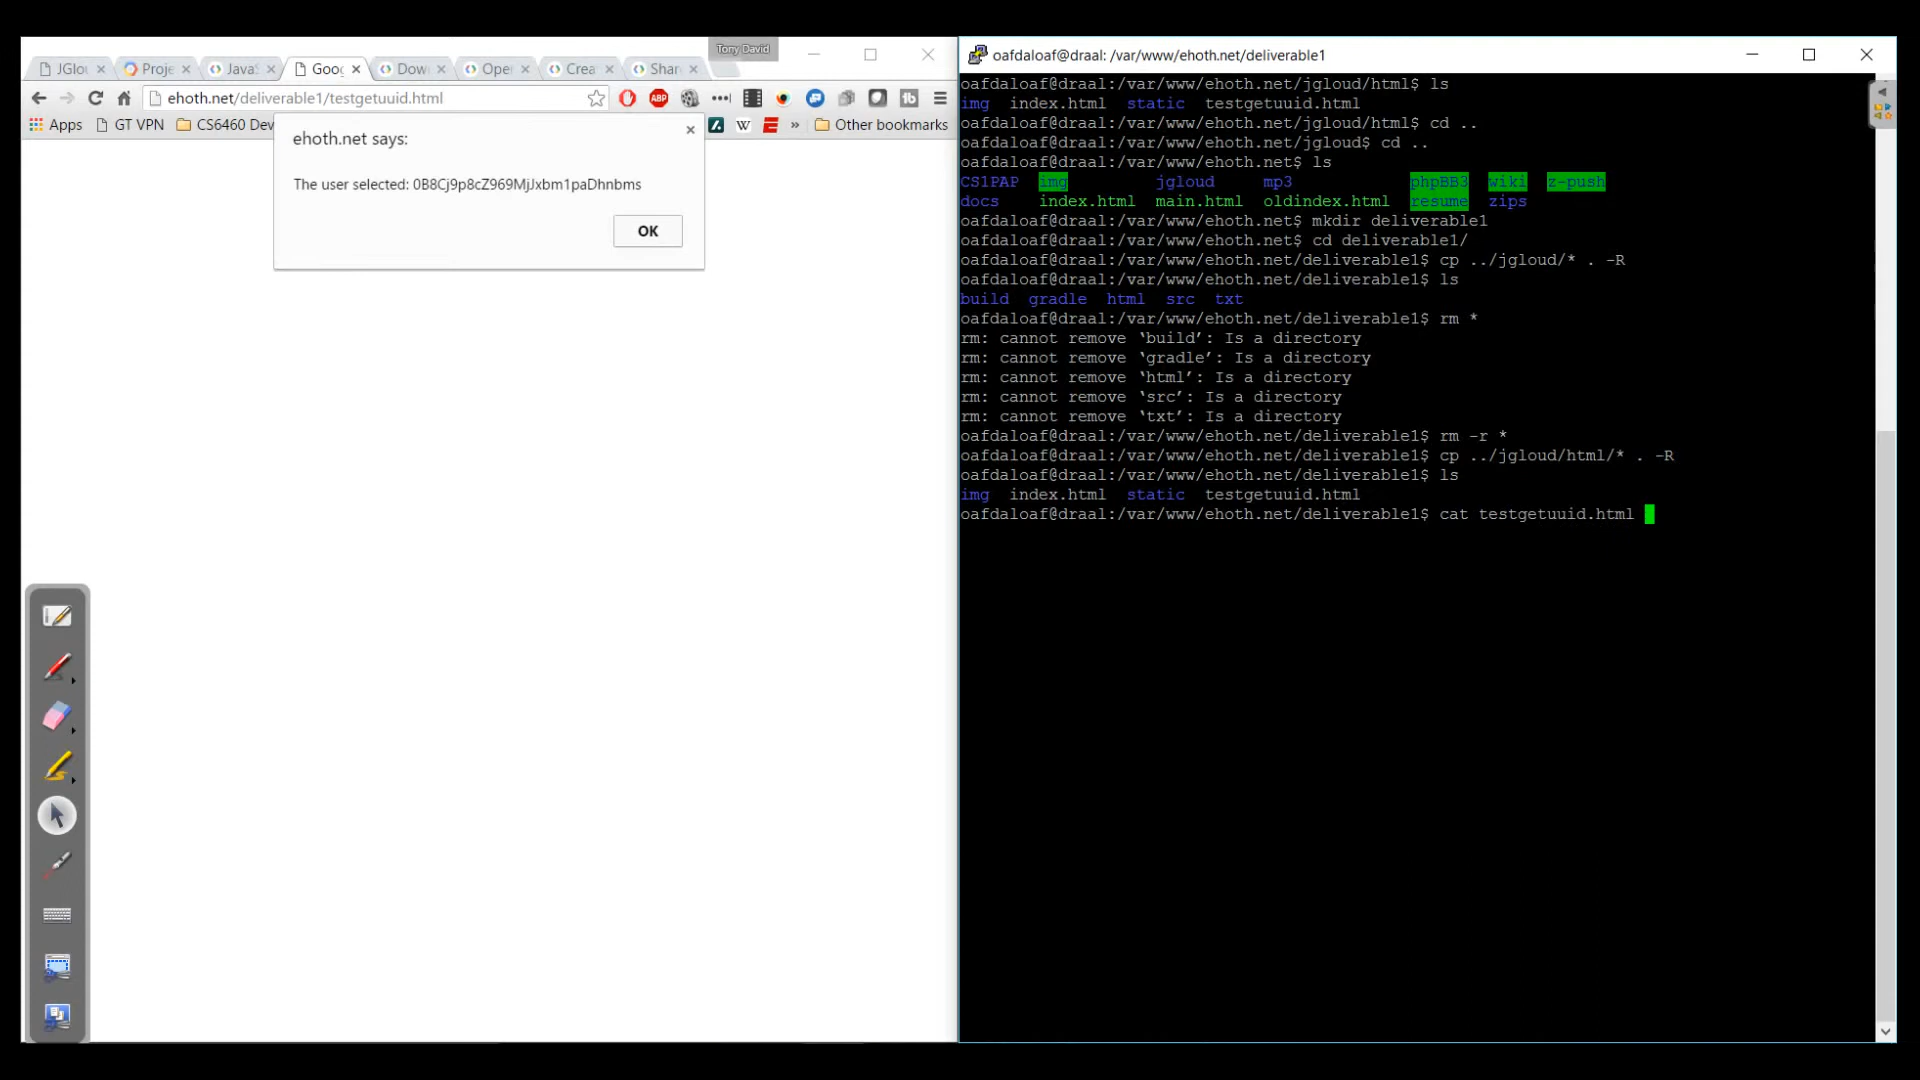 Tony David
JGlou
Proje
JavaS
Goog
Dow
Ope
Crea
Shar
ehoth.net/deliverable1/testgetuuid.html
ABP
Apps
GT VPN
CS6460 Dev
W
»
Other bookmarks
ehoth.net says:
The user selected: 0B8Cj9p8cZ969MjJxbm1paDhnbms
OK
oafdaloaf@draal: /var/www/ehoth.net/deliverable1
oafdaloaf@draal:/var/www/ehoth.net/jgloud/html$ ls
img  index.html  static  testgetuuid.html
oafdaloaf@draal:/var/www/ehoth.net/jgloud/html$ cd ..
oafdaloaf@draal:/var/www/ehoth.net/jgloud$ cd ..
oafdaloaf@draal:/var/www/ehoth.net$ ls
CS1PAP  img         jgloud     mp3            phpBB3  wiki  z-push
docs    index.html  main.html  oldindex.html  resume  zips
oafdaloaf@draal:/var/www/ehoth.net$ mkdir deliverable1
oafdaloaf@draal:/var/www/ehoth.net$ cd deliverable1/
oafdaloaf@draal:/var/www/ehoth.net/deliverable1$ cp ../jgloud/* . -R
oafdaloaf@draal:/var/www/ehoth.net/deliverable1$ ls
build  gradle  html  src  txt
oafdaloaf@draal:/var/www/ehoth.net/deliverable1$ rm *
rm: cannot remove ‘build’: Is a directory
rm: cannot remove ‘gradle’: Is a directory
rm: cannot remove ‘html’: Is a directory
rm: cannot remove ‘src’: Is a directory
rm: cannot remove ‘txt’: Is a directory
oafdaloaf@draal:/var/www/ehoth.net/deliverable1$ rm -r *
oafdaloaf@draal:/var/www/ehoth.net/deliverable1$ cp ../jgloud/html/* . -R
oafdaloaf@draal:/var/www/ehoth.net/deliverable1$ ls
img  index.html  static  testgetuuid.html
oafdaloaf@draal:/var/www/ehoth.net/deliverable1$ cat testgetuuid.html